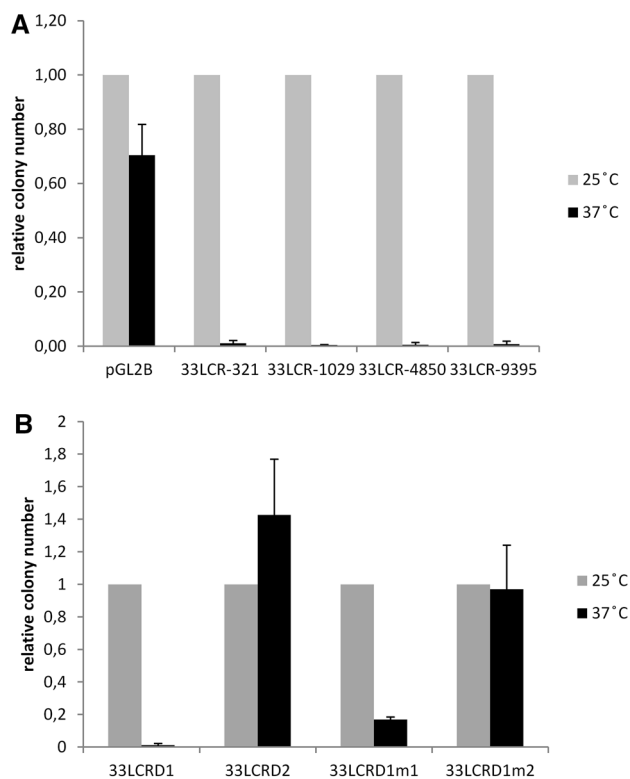 A
relative colony number
1,20
1,00
0,80
0,60
0,40
0,20
0,00
pGL2B 33LCR-321 33LCR-1029 33LCR-4850 33LCR-9395
25˚C
37˚C
B
relative colony number
2
1,8
1,6
1,4
1,2
1
0,8
0,6
0,4
0,2
0
33LCRD1 33LCRD2 33LCRD1m1 33LCRD1m2
25˚C
37˚C